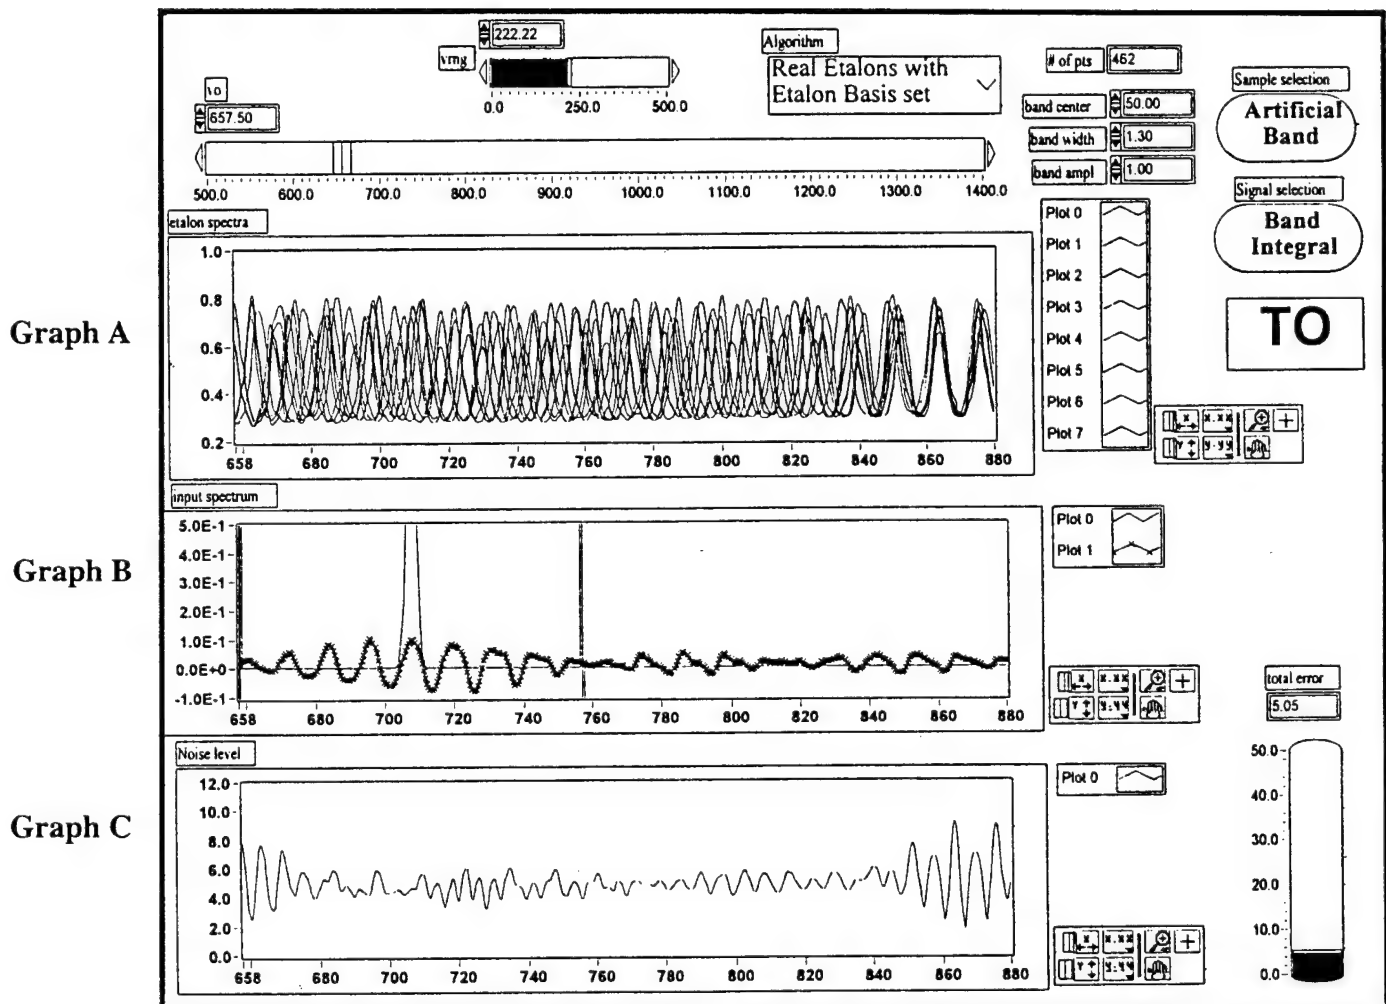 222.22
vrng
0.0 250.0 500.0
Algorithm
Real Etalons with
Etalon Basis set
# of pts 462
band center 50.00
band width 1.30
band ampl 1.00
Sample selection
Artificial
Band
Signal selection
Band
Integral
TO
vo
657.50
500.0 600.0 700.0 800.0 900.0 1000.0 1100.0 1200.0 1300.0 1400.0
Graph A
etalon spectra
1.0
0.8
0.6
0.4
0.2
658 680 700 720 740 760 780 800 820 840 860 880
Plot 0
Plot 1
Plot 2
Plot 3
Plot 4
Plot 5
Plot 6
Plot 7
X X.XX
Y Y.YY
Graph B
input spectrum
5.0E-1
4.0E-1
3.0E-1
2.0E-1
1.0E-1
0.0E+0
-1.0E-1
658 680 700 720 740 760 780 800 820 840 860 880
Plot 0
Plot 1
X X.XX
Y Y.YY
total error
5.05
50.0
40.0
30.0
20.0
10.0
0.0
Graph C
Noise level
12.0
10.0
8.0
6.0
4.0
2.0
0.0
658 680 700 720 740 760 780 800 820 840 860 880
Plot 0
X X.XX
Y Y.YY